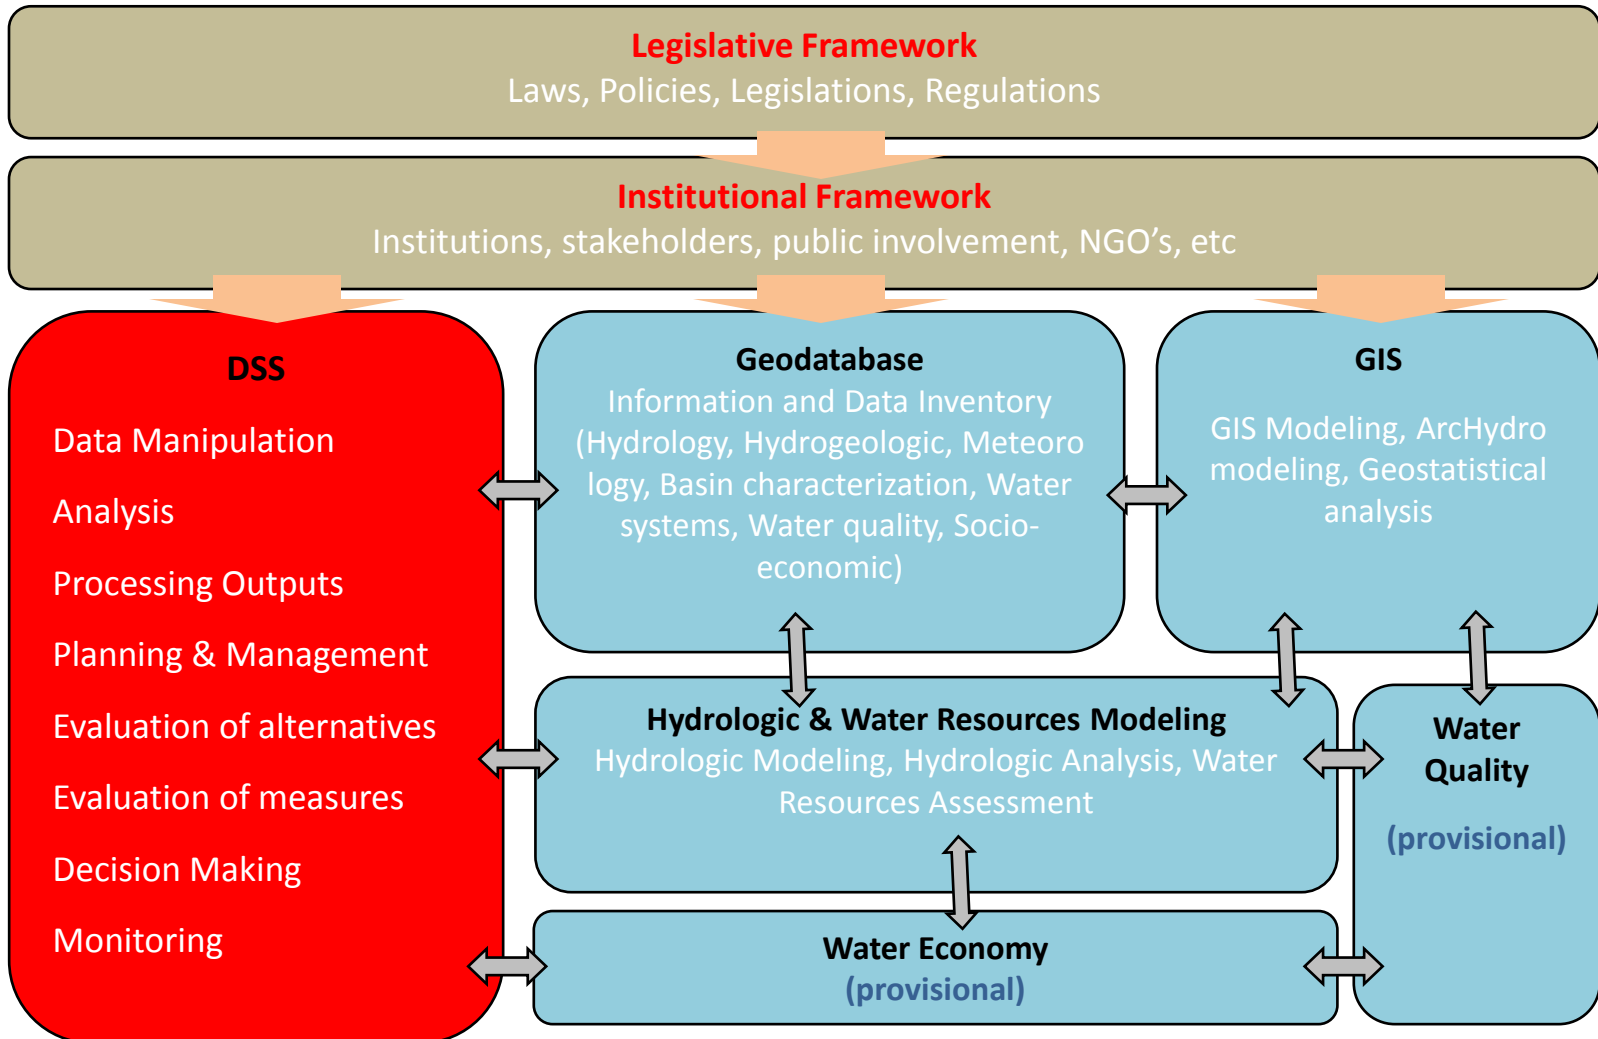 Legislative Framework
Laws, Policies, Legislations, Regulations
Institutional Framework
Institutions, stakeholders, public involvement, NGO’s, etc
DSS
Data Manipulation
Analysis
Processing Outputs
Planning & Management
Evaluation of alternatives
Evaluation of measures
Decision Making
Monitoring
Geodatabase
Information and Data Inventory
(Hydrology, Hydrogeologic, Meteoro
logy, Basin characterization, Water
systems, Water quality, Socio-
economic)
GIS
GIS Modeling, ArcHydro
modeling, Geostatistical
analysis
Hydrologic & Water Resources Modeling
Hydrologic Modeling, Hydrologic Analysis, Water
Resources Assessment
Water
Quality
(provisional)
Water Economy
(provisional)